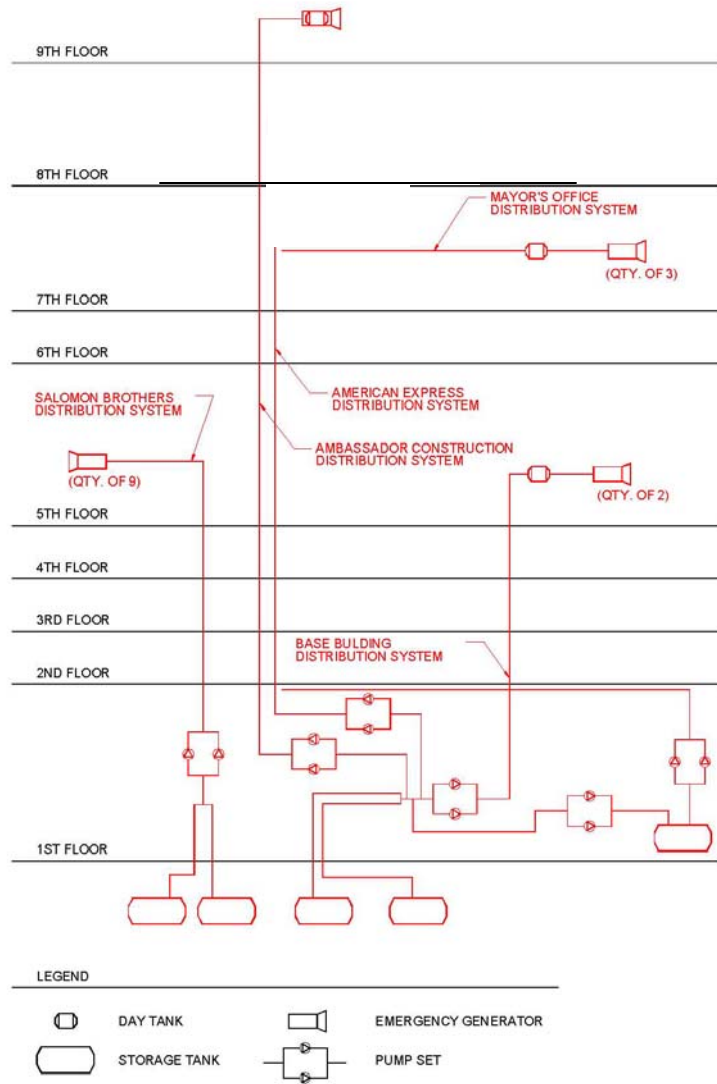 9TH FLOOR
8TH FLOOR
MAYOR'S OFFICE
DISTRIBUTION SYSTEM
(QTY. OF 3)
7TH FLOOR
6TH FLOOR
AMERICAN EXPRESS
DISTRIBUTION SYSTEM
SALOMON BROTHERS
DISTRIBUTION SYSTEM
AMBASSADOR CONSTRUCTION
DISTRIBUTION SYSTEM
(QTY. OF 9)
(QTY. OF 2)
5TH FLOOR
4TH FLOOR
3RD FLOOR
BASE BULDING
DISTRIBUTION SYSTEM
2ND FLOOR
1ST FLOOR
LEGEND
DAY TANK
EMERGENCY GENERATOR
STORAGE TANK
PUMP SET